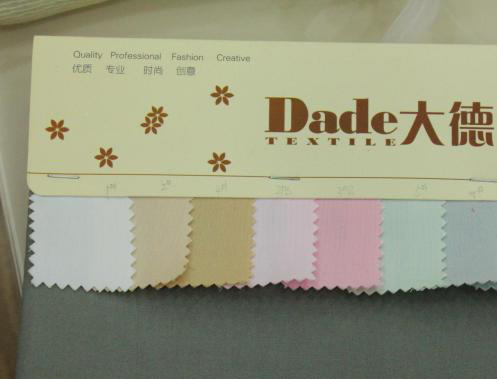 Quality Professional Fashion Creative
优质 专业 时尚 创意
Dade大德
TEXTILE